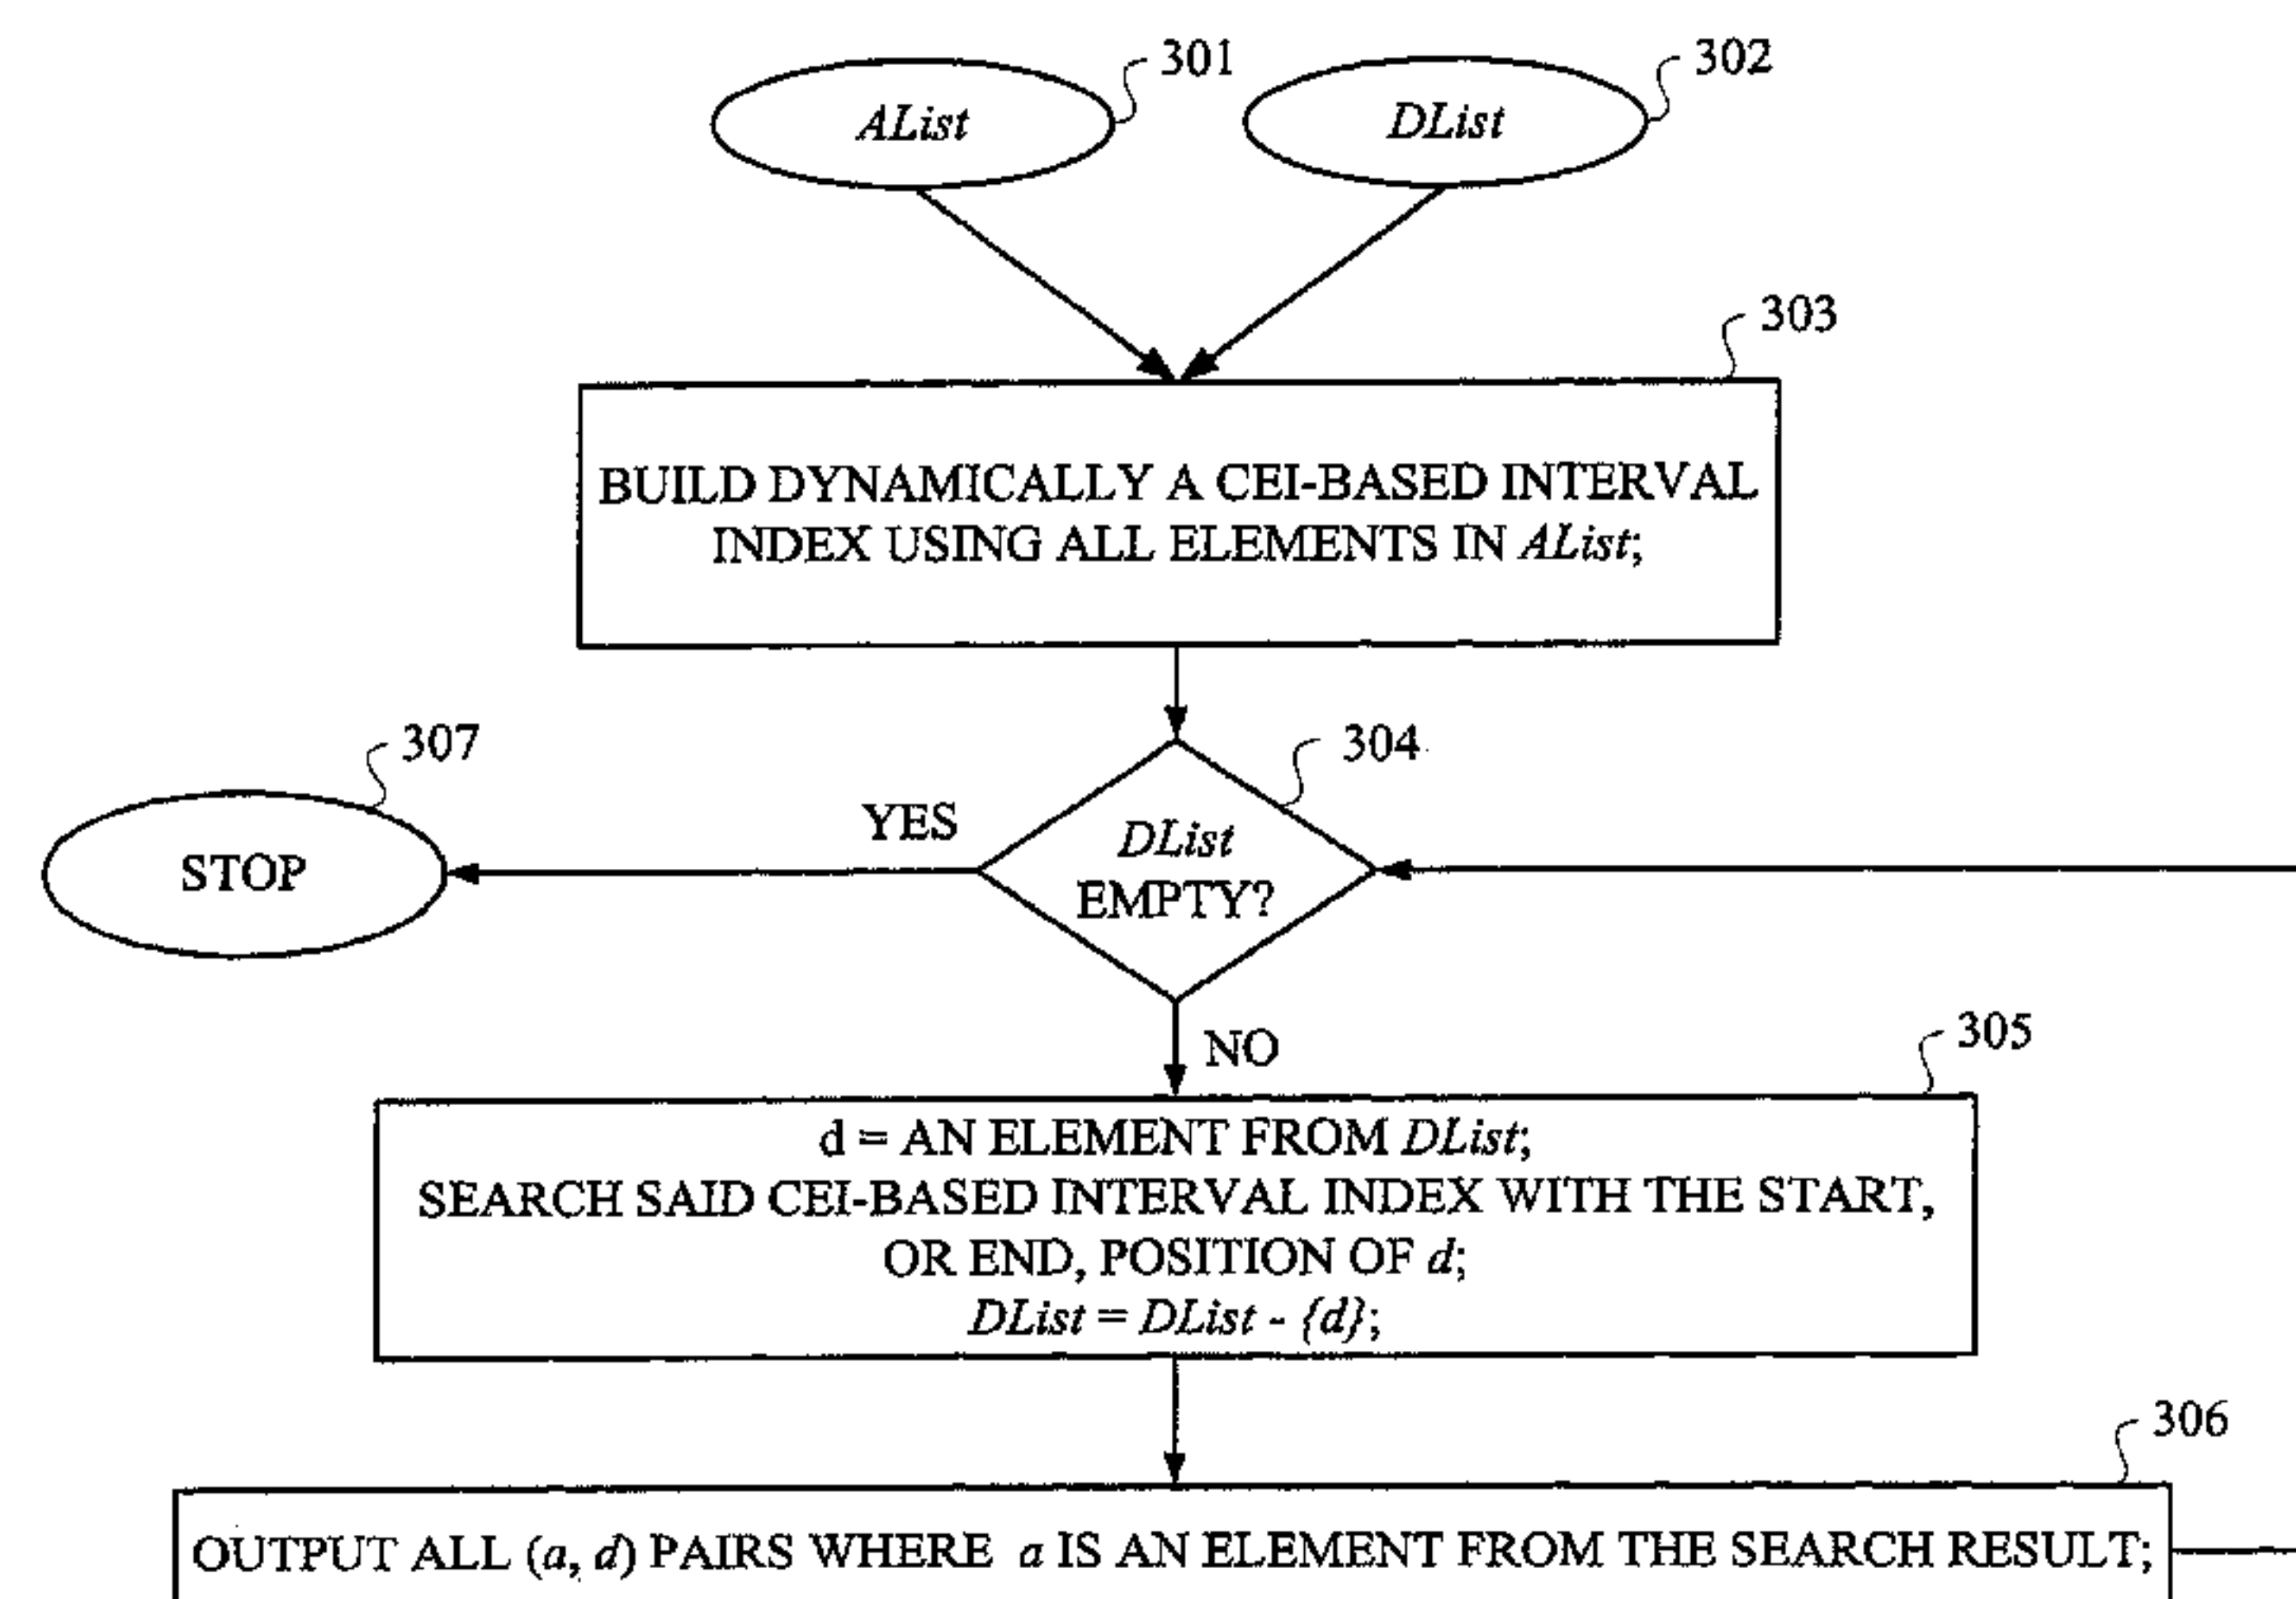 301
302
AList
DList
303
BUILD DYNAMICALLY A CEI-BASED INTERVAL
INDEX USING ALL ELEMENTS IN AList;
307
304
YES
STOP
DList
EMPTY?
NO
305
d = AN ELEMENT FROM DList;
SEARCH SAID CEI-BASED INTERVAL INDEX WITH THE START,
OR END, POSITION OF d;
DList = DList - {d};
306
OUTPUT ALL (a, d) PAIRS WHERE a IS AN ELEMENT FROM THE SEARCH RESULT;